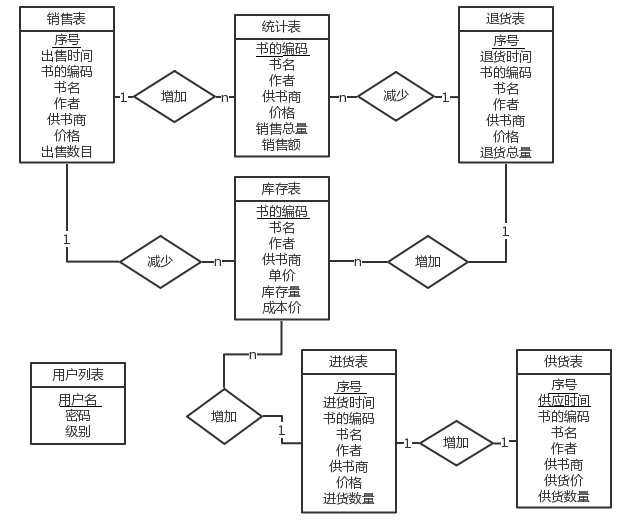 销售表
序号
出售时间
书的编码
书名
作者
供书商
价格
出售数目
1
增加
n
统计表
书的编码
书名
作者
供书商
价格
销售总量
销售额
n
减少
1
退货表
序号
退货时间
书的编码
书名
作者
供书商
价格
退货总量
1
减少
n
库存表
书的编码
书名
作者
供书商
单价
库存量
成本价
n
增加
1
用户列表
用户名
密码
级别
n
增加
1
进货表
序号
进货时间
书的编码
书名
作者
供书商
价格
进货数量
1
增加
1
供货表
序号
供应时间
书的编码
书名
作者
供书商
供货价
供货数量